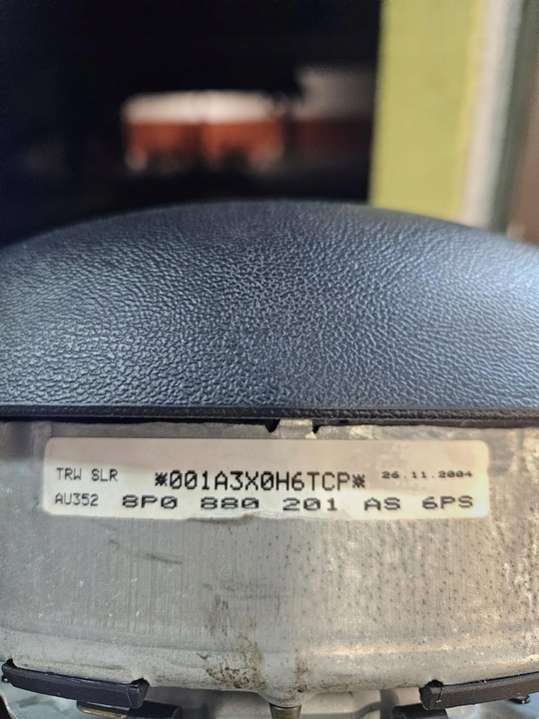 TRW SLR *001A3X0H6TCP* 26.11.2004
AU352 8P0 880 201 AS 6PS